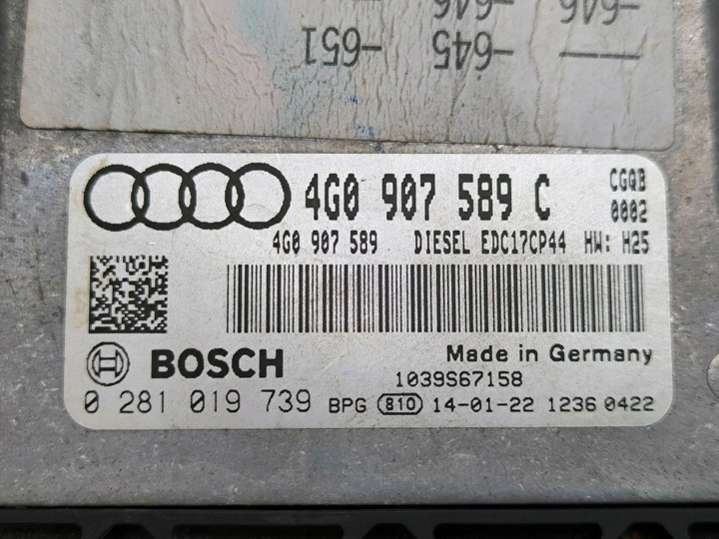 -646 -646
-651 -645
4G0 907 589 C CGQB
0002
4G0 907 589 DIESEL EDC17CP44 HW: H25
BOSCH Made in Germany
1039S67158
0 281 019 739 BPG 810 14-01-22 1236 0422